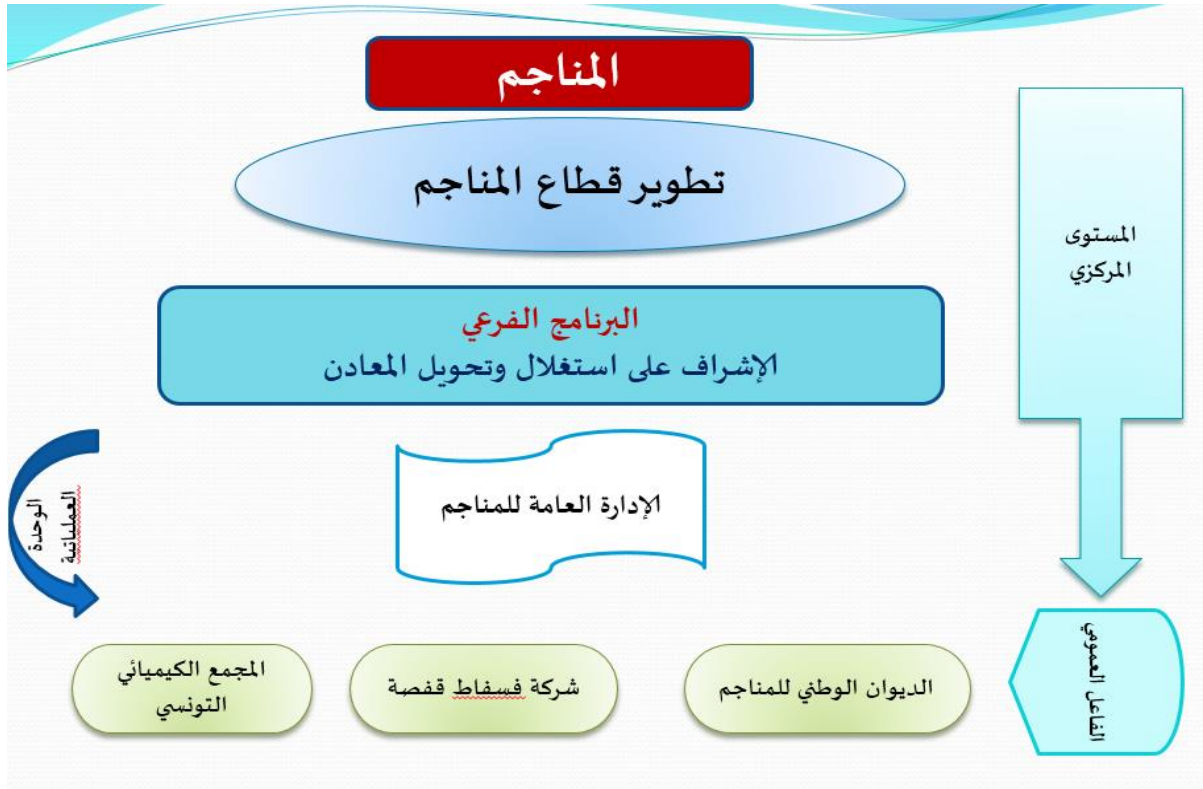 المناجم
تطوير قطاع المناجم
المستوى
المركزي
البرنامج الفرعي
الإشراف على استغلال وتحويل المعادن
الإدارة العامة للمناجم
الوحدة
العملياتية
الفاعل العمومي
الديوان الوطني للمناجم
شركة فسفاط قفصة
المجمع الكيميائي
التونسي